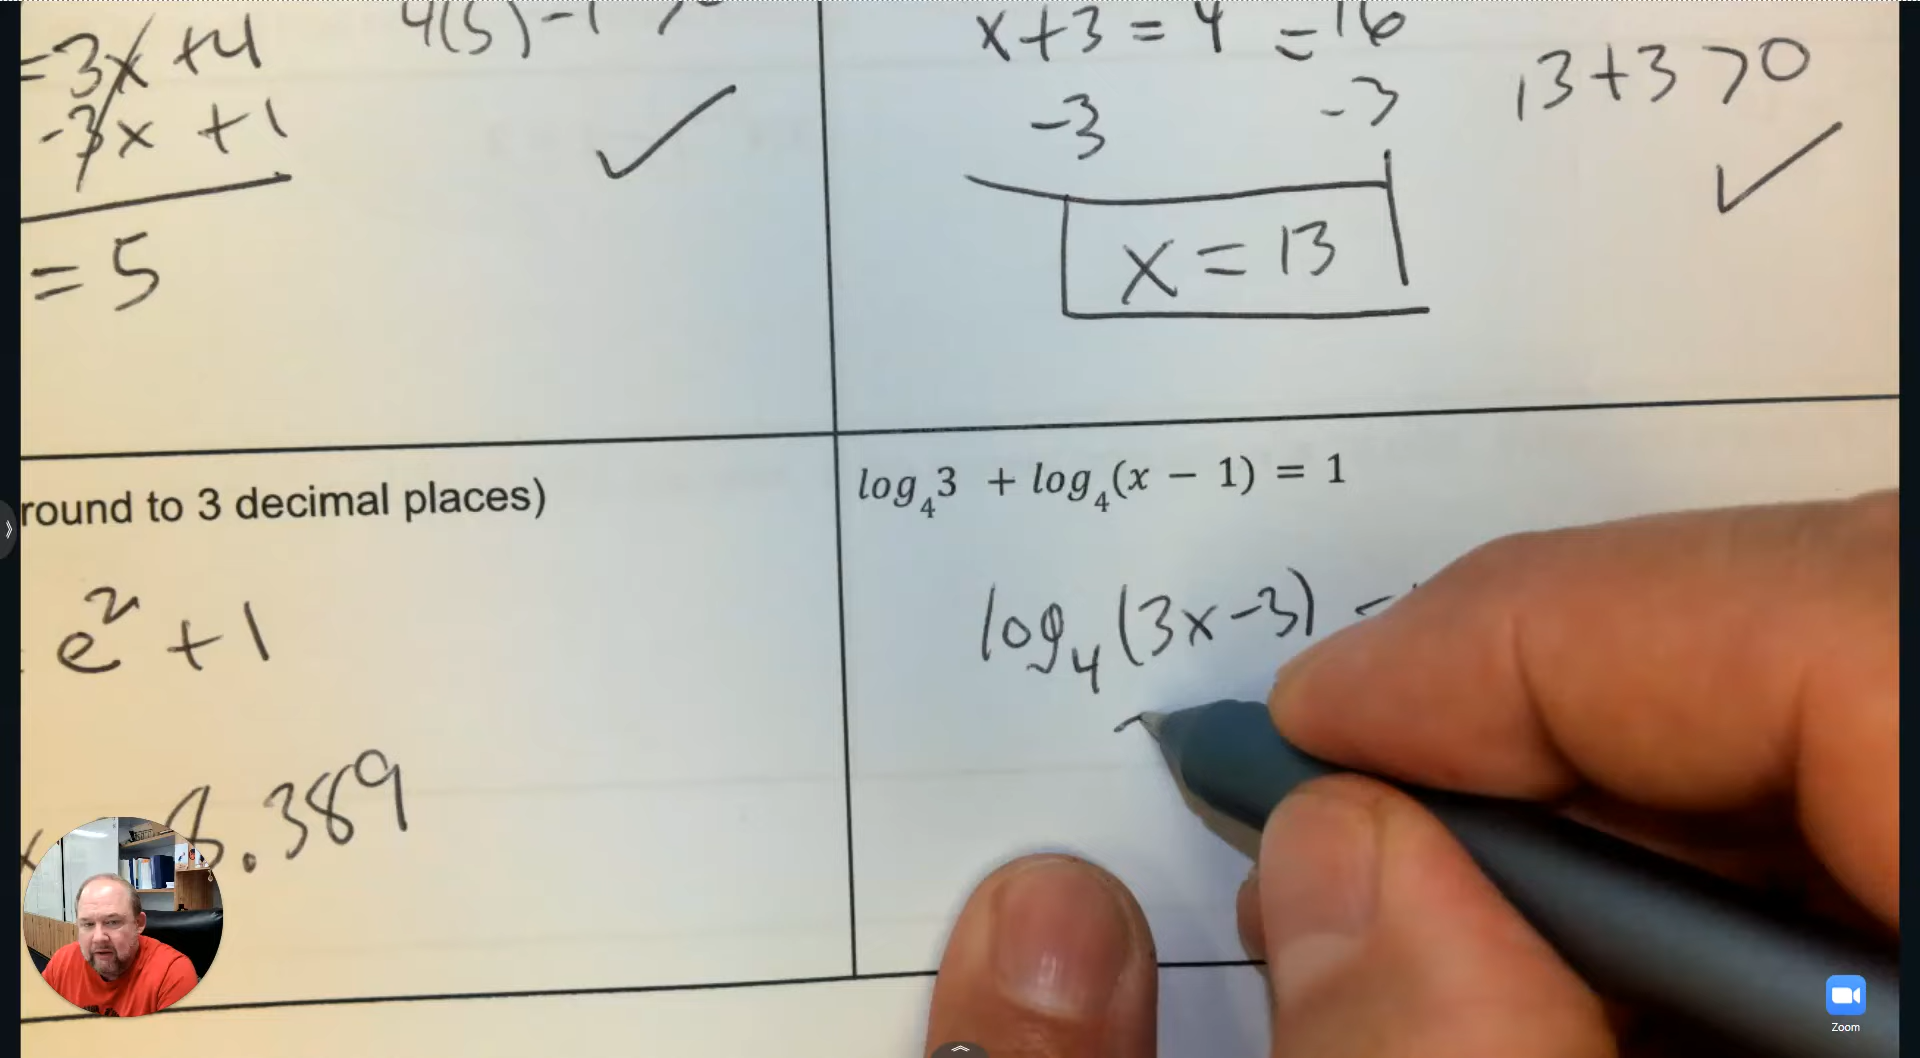 =3x +4
-3x +1
= 5
4(5) -1 >
x+3 = 4 = 16
-3 -3
x = 13
13+3 >0
round to 3 decimal places)
e² + 1
8.389
log₄3 + log₄(x − 1) = 1
log₄(3x-3)
Zoom